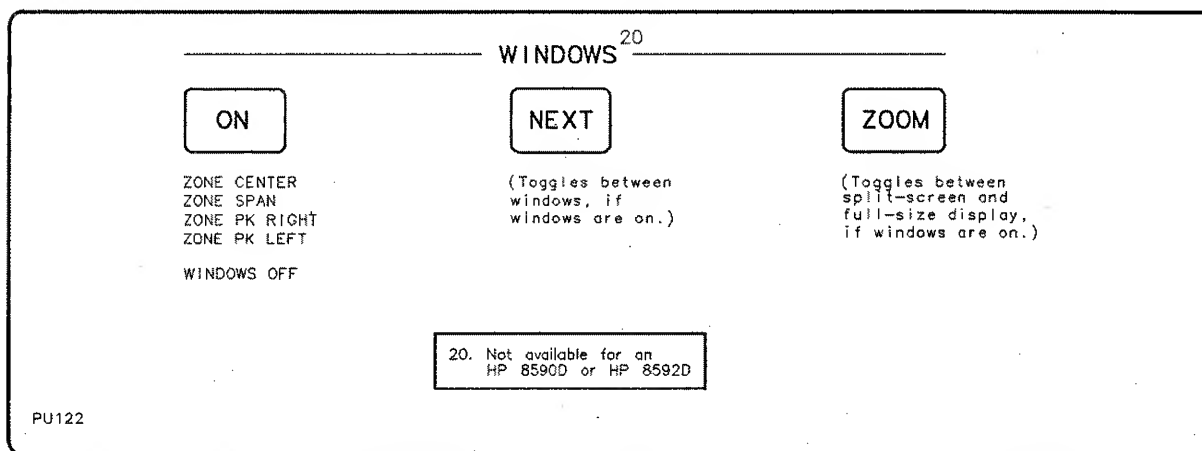 WINDOWS 20
ON
ZONE CENTER
ZONE SPAN
ZONE PK RIGHT
ZONE PK LEFT
WINDOWS OFF
NEXT
(Toggles between
windows, if
windows are on.)
ZOOM
(Toggles between
split-screen and
full-size display,
if windows are on.)
20. Not available for an
HP 8590D or HP 8592D
PU122